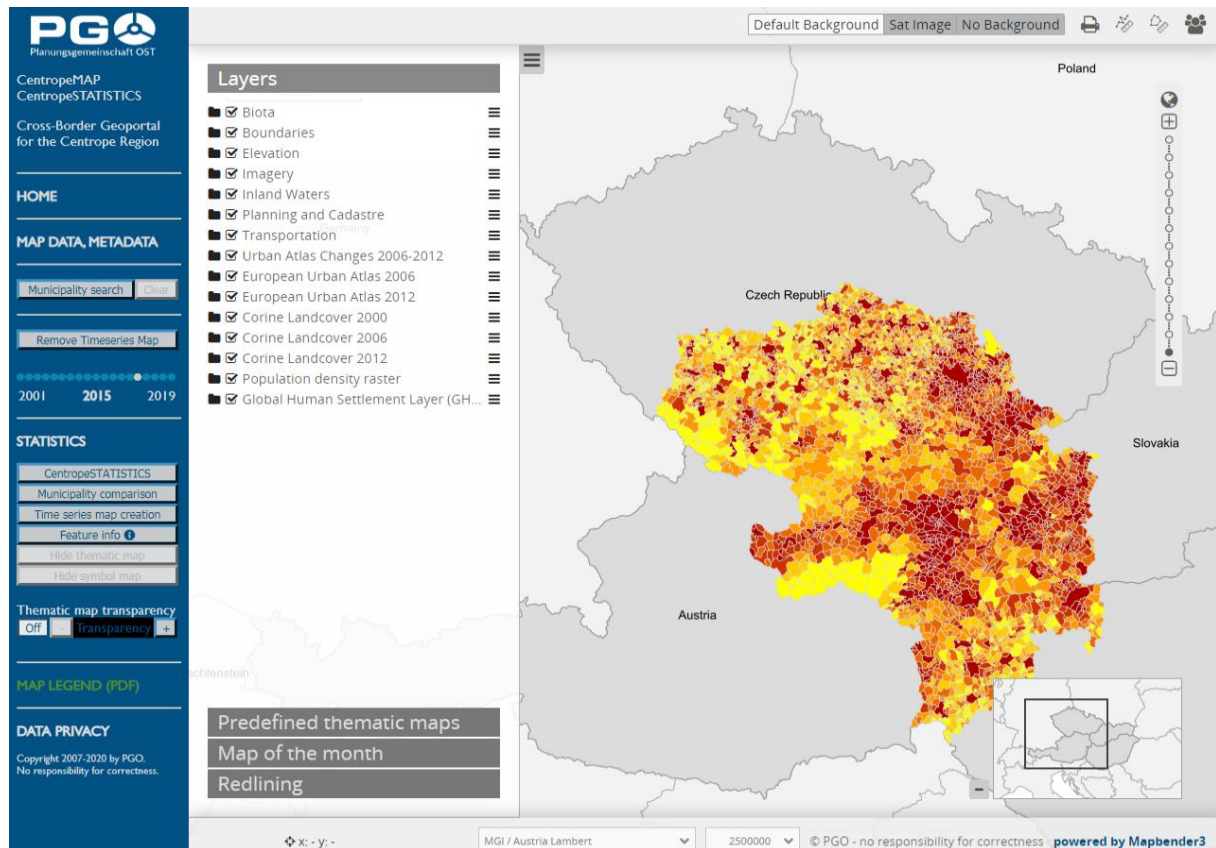 PGO
Planungsgemeinschaft OST
CentropeMAP
CentropeSTATISTICS
Cross-Border Geoportal
for the Centrope Region
HOME
MAP DATA, METADATA
Municipality search
Clear
Remove Timeseries Map
2001 2015 2019
STATISTICS
CentropeSTATISTICS
Municipality comparison
Time series map creation
Feature info
Hide thematic map
Hide symbol map
Thematic map transparency
Off - Transparency +
MAP LEGEND (PDF)
DATA PRIVACY
Copyright 2007-2020 by PGO.
No responsibility for correctness.
Layers
Biota
Boundaries
Elevation
Imagery
Inland Waters
Planning and Cadastre
Transportation
Urban Atlas Changes 2006-2012
European Urban Atlas 2006
European Urban Atlas 2012
Corine Landcover 2000
Corine Landcover 2006
Corine Landcover 2012
Population density raster
Global Human Settlement Layer (GH...
Germany
echtenstein
Predefined thematic maps
Map of the month
Redlining
Default Background Sat Image No Background
Poland
Czech Republic
Slovakia
Austria
x: - y: -
MGI / Austria Lambert
2500000
© PGO - no responsibility for correctness powered by Mapbender3